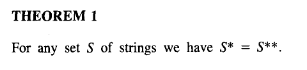 THEOREM 1
For any set S of strings we have S* = S**.